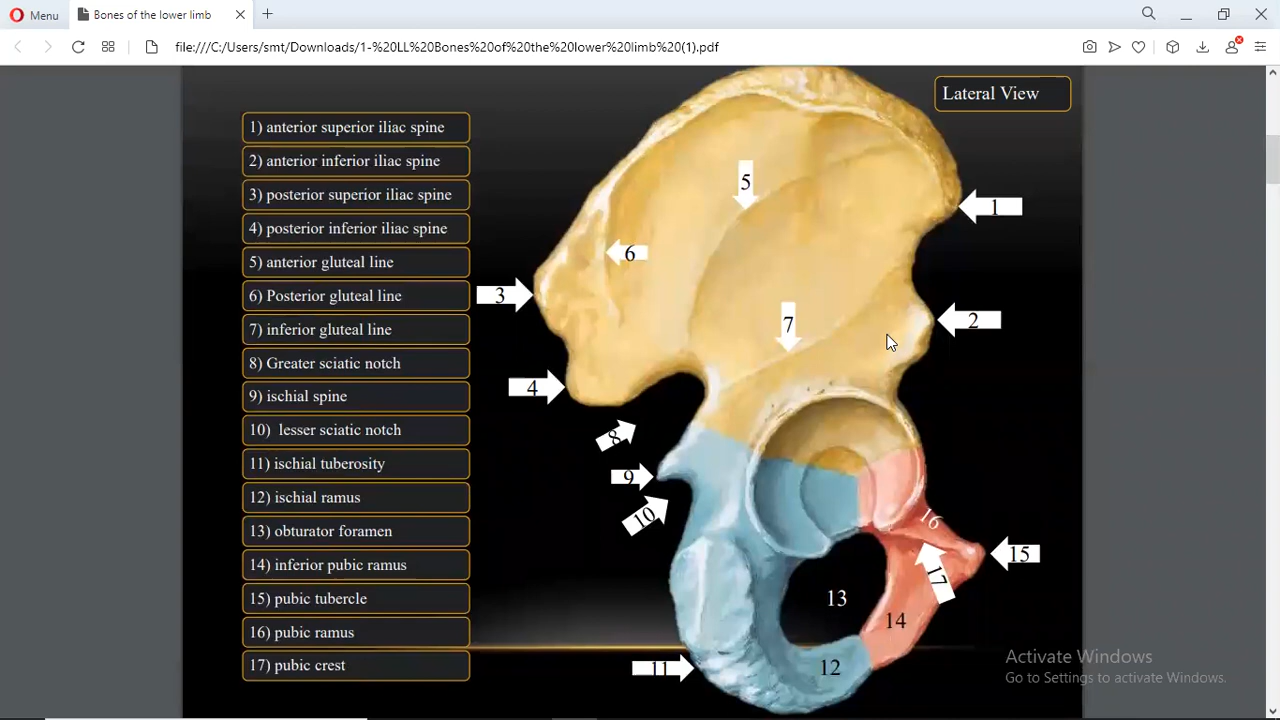 Menu
Bones of the lower limb
file:///C:/Users/smt/Downloads/1-%20LL%20Bones%20of%20the%20lower%20limb%20(1).pdf
Lateral View
1) anterior superior iliac spine
2) anterior inferior iliac spine
3) posterior superior iliac spine
4) posterior inferior iliac spine
5) anterior gluteal line
6) Posterior gluteal line
7) inferior gluteal line
8) Greater sciatic notch
9) ischial spine
10)  lesser sciatic notch
11) ischial tuberosity
12) ischial ramus
13) obturator foramen
14) inferior pubic ramus
15) pubic tubercle
16) pubic ramus
17) pubic crest
5
1
6
3
2
7
4
8
9
10
16
15
17
13
14
11
12
Activate Windows
Go to Settings to activate Windows.